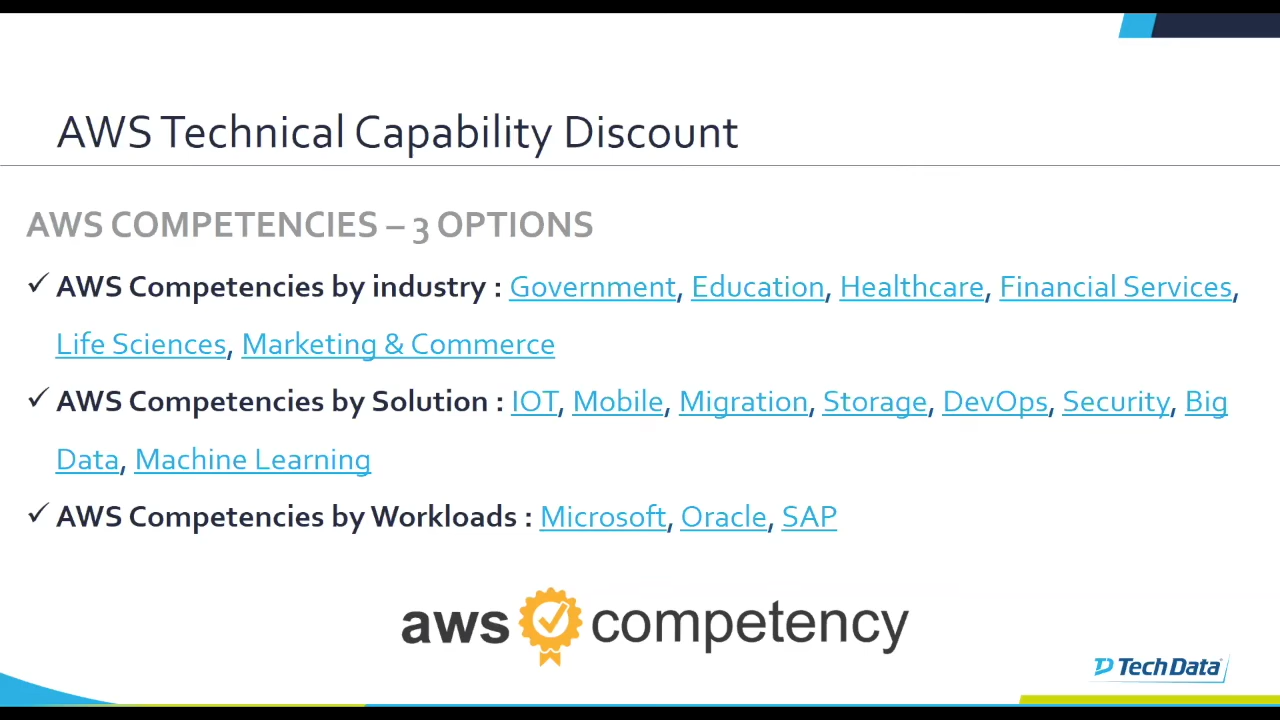 AWS Technical Capability Discount
AWS COMPETENCIES – 3 OPTIONS
✓ AWS Competencies by industry : Government, Education, Healthcare, Financial Services,
Life Sciences, Marketing & Commerce
✓ AWS Competencies by Solution : IOT, Mobile, Migration, Storage, DevOps, Security, Big
Data, Machine Learning
✓ AWS Competencies by Workloads : Microsoft, Oracle, SAP
aws competency
Tech Data